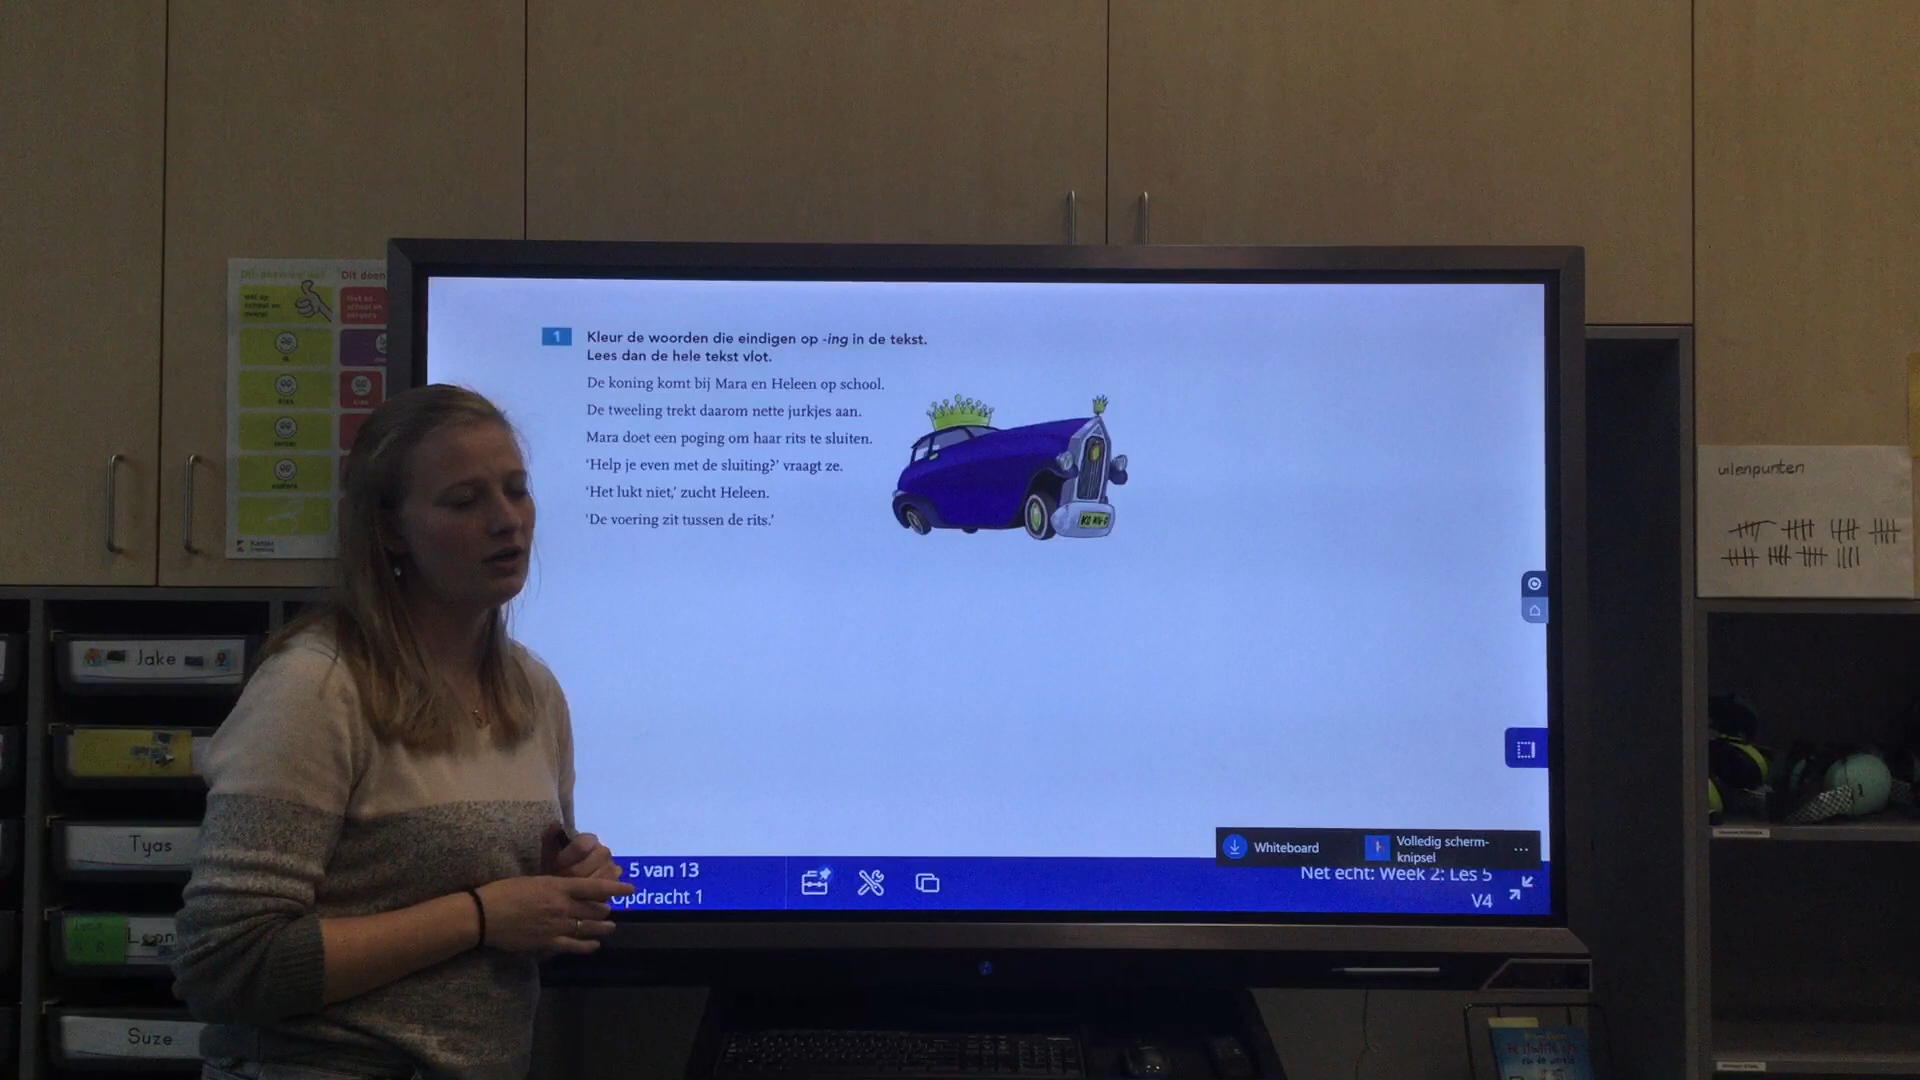 Dit doen
1 Kleur de woorden die eindigen op -ing in de tekst.
Lees dan de hele tekst vlot.
De koning komt bij Mara en Heleen op school.
De tweeling trekt daarom nette jurkjes aan.
Mara doet een poging om haar rits te sluiten.
‘Help je even met de sluiting?’ vraagt ze.
‘Het lukt niet,’ zucht Heleen.
‘De voering zit tussen de rits.’
uilenpunten
Jake
Tyas
Suze
Whiteboard
Volledig scherm-
knipsel
5 van 13
Opdracht 1
Net echt: Week 2: Les 5
V4